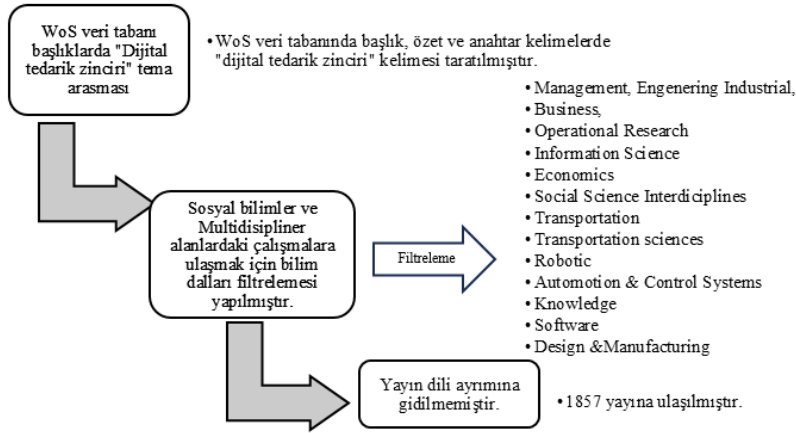 WoS veri tabanı
başlıklarda "Dijital
tedarik zinciri" tema
arasması
• WoS veri tabanında başlık, özet ve anahtar kelimelerde
"dijital tedarik zinciri" kelimesi taratılmışıtır.
• Management, Engenering Industrial,
• Business,
• Operational Research
• Information Science
• Economics
• Social Science Interdiciplines
• Transportation
• Transportation sciences
• Robotic
• Automotion & Control Systems
• Knowledge
• Software
• Design &Manufacturing
Sosyal bilimler ve
Multidisipliner
alanlardaki çalışmalara
ulaşmak için bilim
dalları filtrelemesi
yapılmıştır.
Filtreleme
Yayın dili ayrımına
gidilmemiştir.
• 1857 yayına ulaşılmıştır.